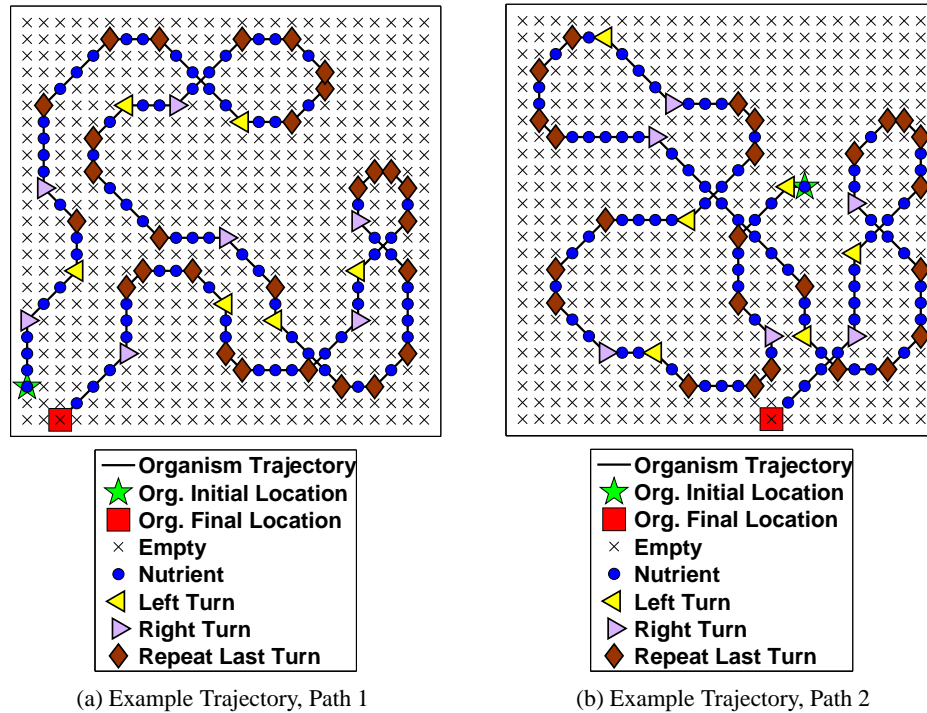 Organism Trajectory
Org. Initial Location
Org. Final Location
Empty
Nutrient
Left Turn
Right Turn
Repeat Last Turn
(a) Example Trajectory, Path 1
Organism Trajectory
Org. Initial Location
Org. Final Location
Empty
Nutrient
Left Turn
Right Turn
Repeat Last Turn
(b) Example Trajectory, Path 2